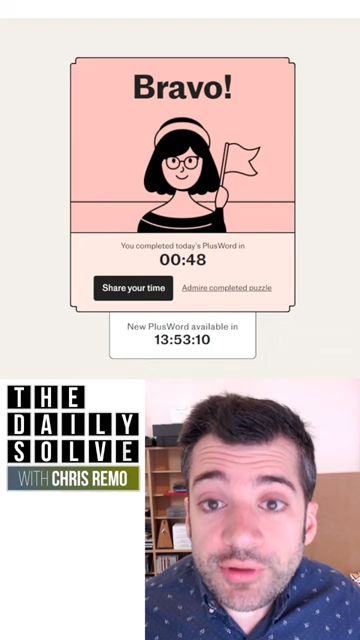 Bravo!
You completed today's PlusWord in
00:48
Share your time
Admire completed puzzle
New PlusWord available in
13:53:10
THE
DAILY
SOLVE
WITH CHRIS REMO